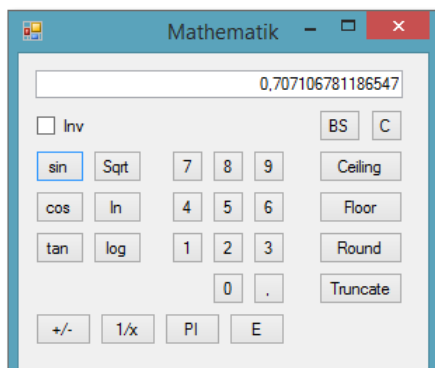 Mathematik
0,707106781186547
Inv BS C
sin Sqrt 7 8 9 Ceiling
cos ln 4 5 6 Floor
tan log 1 2 3 Round
0 , Truncate
+/- 1/x PI E